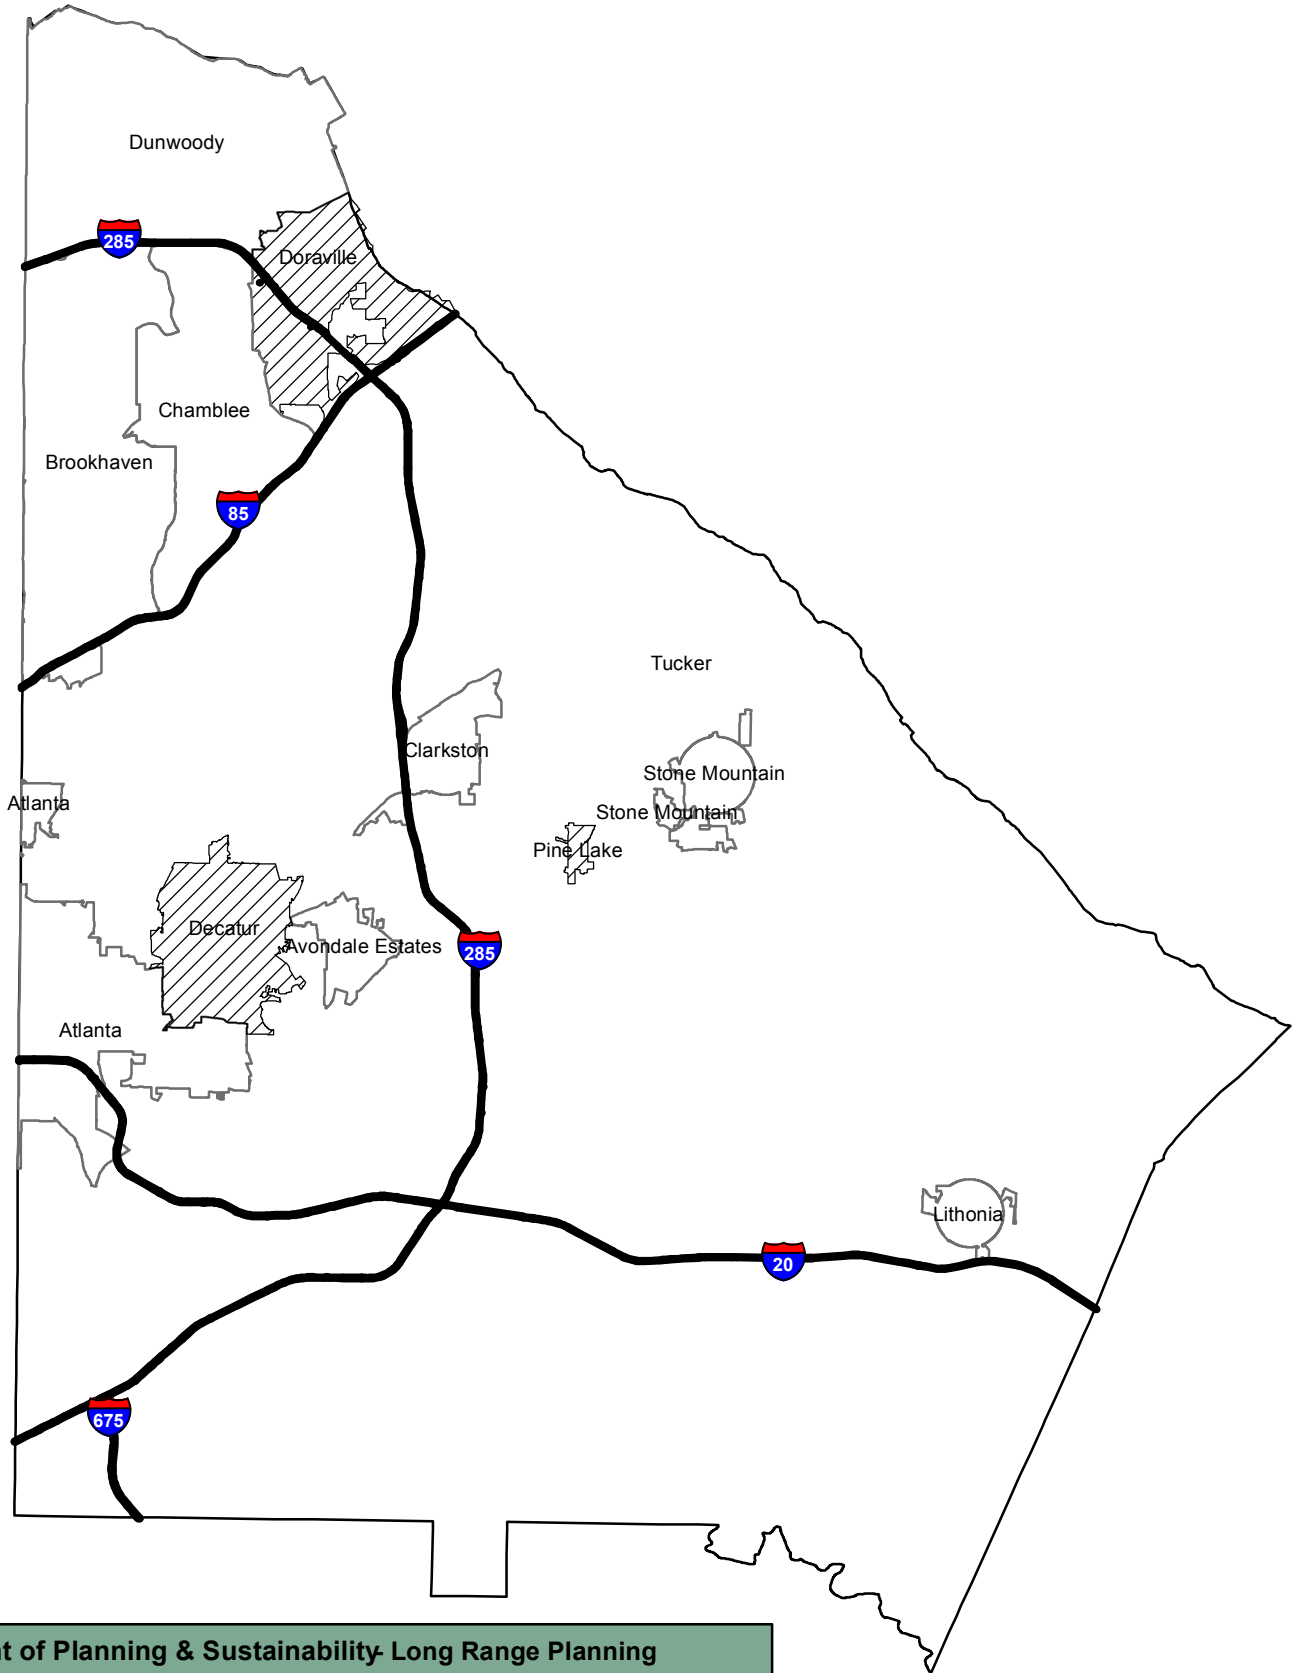 Dunwoody
285
Doraville
Chamblee
Brookhaven
85
Tucker
Clarkston
Stone Mountain
Atlanta
Stone Mountain
Pine Lake
Decatur
Avondale Estates
285
Atlanta
Lithonia
20
675
t of Planning & Sustainability- Long Range Planning